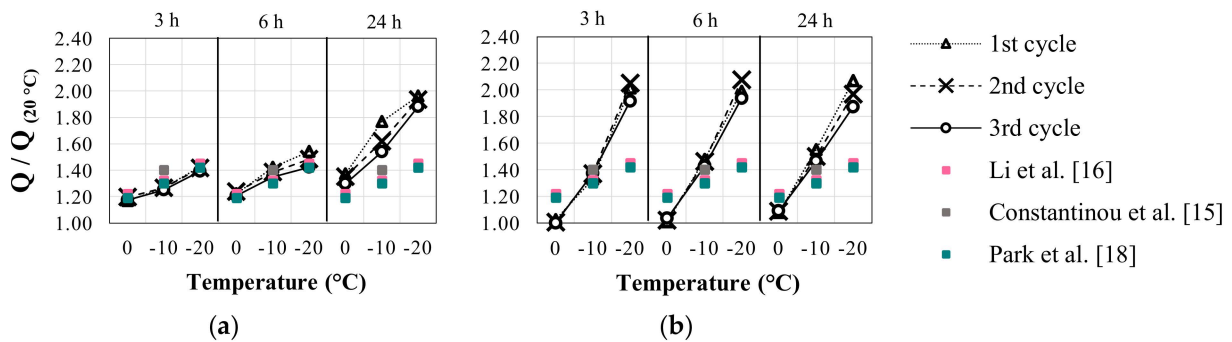 3 h 6 h 24 h
3 h 6 h 24 h
Q / Q (20 °C)
2.40
2.20
2.00
1.80
1.60
1.40
1.20
1.00
2.40
2.20
2.00
1.80
1.60
1.40
1.20
1.00
0 -10 -20 0 -10 -20 0 -10 -20
0 -10 -20 0 -10 -20 0 -10 -20
Temperature (°C)
Temperature (°C)
(a)
(b)
1st cycle
2nd cycle
3rd cycle
Li et al. [16]
Constantinou et al. [15]
Park et al. [18]